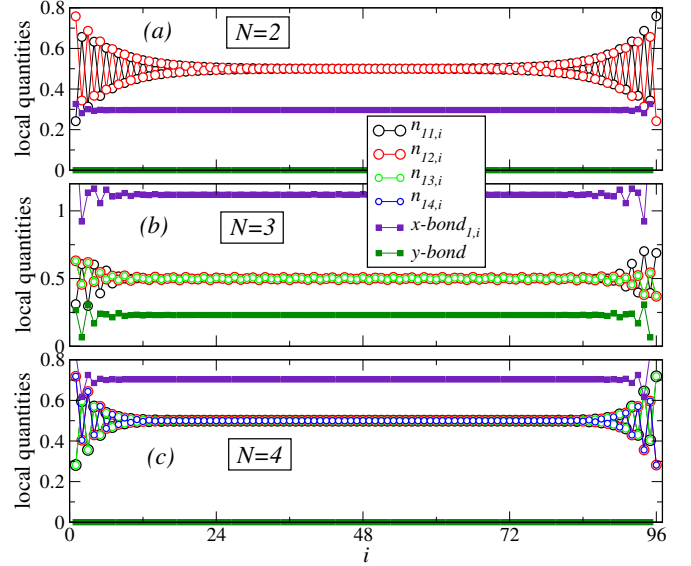 0.8
0.6
0.4
0.2
0
local quantities
(a)
N=2
1
0.5
0
local quantities
(b)
N=3
n11,i
n12,i
n13,i
n14,i
x-bond1,i
y-bond
0.8
0.6
0.4
0.2
0
local quantities
(c)
N=4
0 24 48 72 96
i